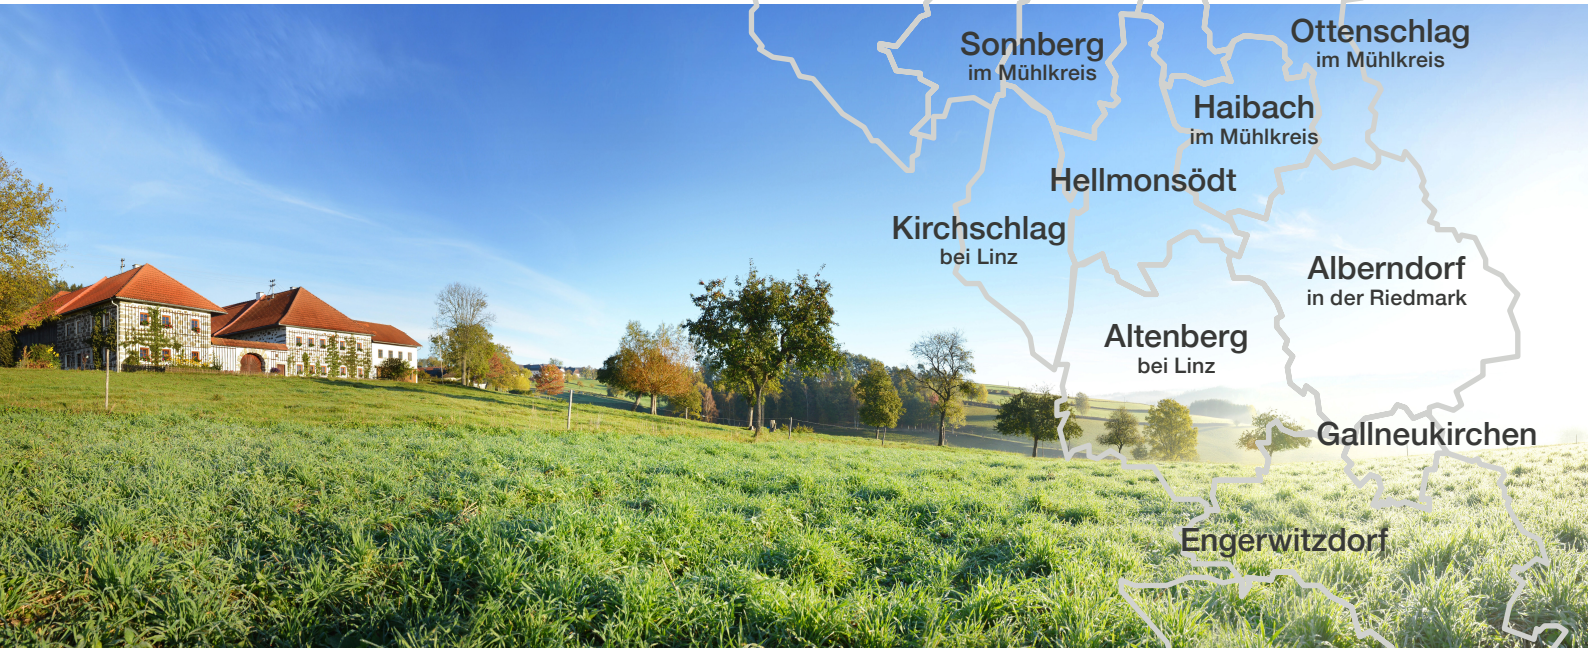 Sonnberg
im Mühlkreis
Ottenschlag
im Mühlkreis
Haibach
im Mühlkreis
Hellmonsödt
Kirchschlag
bei Linz
Alberndorf
in der Riedmark
Altenberg
bei Linz
Gallneukirchen
Engerwitzdorf